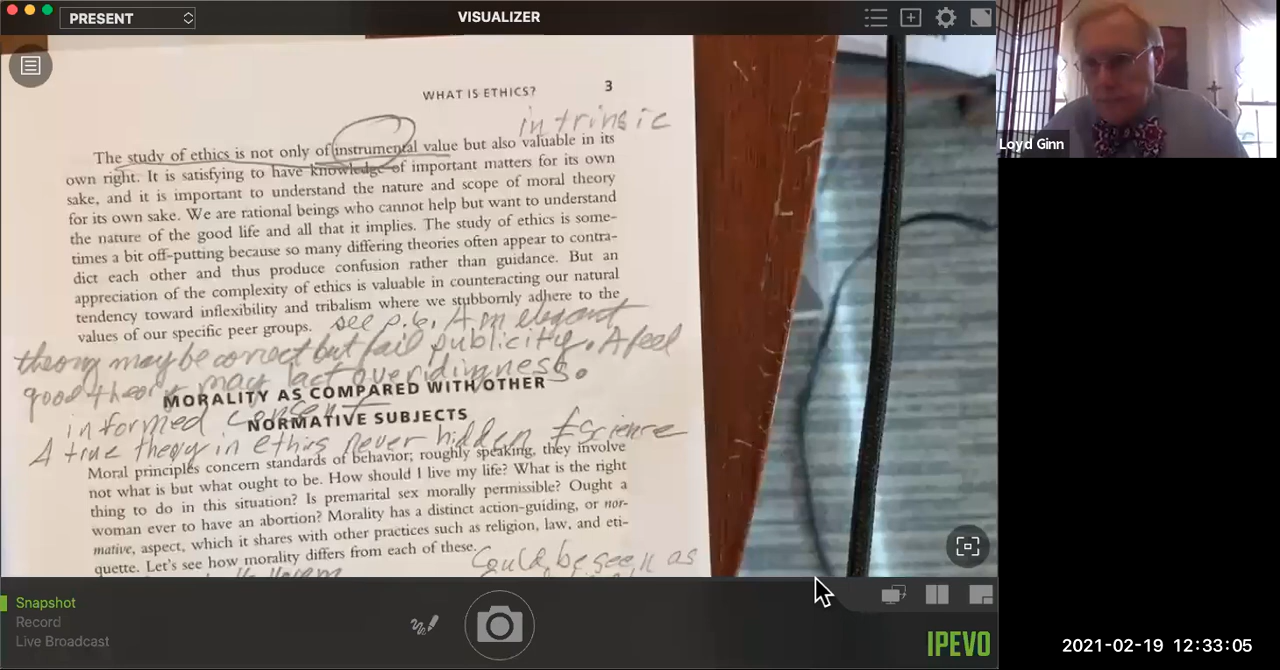 PRESENT
VISUALIZER
WHAT IS ETHICS?
3
intrinsic
The study of ethics is not only of instrumental value but also valuable in its
own right. It is satisfying to have knowledge of important matters for its own
sake, and it is important to understand the nature and scope of moral theory
for its own sake. We are rational beings who cannot help but want to understand
the nature of the good life and all that it implies. The study of ethics is some-
times a bit off-putting because so many differing theories often appear to contra-
dict each other and thus produce confusion rather than guidance. But an
appreciation of the complexity of ethics is valuable in counteracting our natural
tendency toward inflexibility and tribalism where we stubbornly adhere to the
values of our specific peer groups.
see p.6. An elegant
theory may be correct but fail publicity. A feel
good theory may lact overidingness.
MORALITY AS COMPARED WITH OTHER
informed consent
NORMATIVE SUBJECTS
A true theory in ethics never hidden science
Moral principles concern standards of behavior; roughly speaking, they involve
not what is but what ought to be. How should I live my life? What is the right
thing to do in this situation? Is premarital sex morally permissible? Ought a
woman ever to have an abortion? Morality has a distinct action-guiding, or nor-
mative, aspect, which it shares with other practices such as religion, law, and eti-
quette. Let's see how morality differs from each of these.
Could be seen as
Snapshot
Record
Live Broadcast
IPEVO
Loyd Ginn
2021-02-19 12:33:05